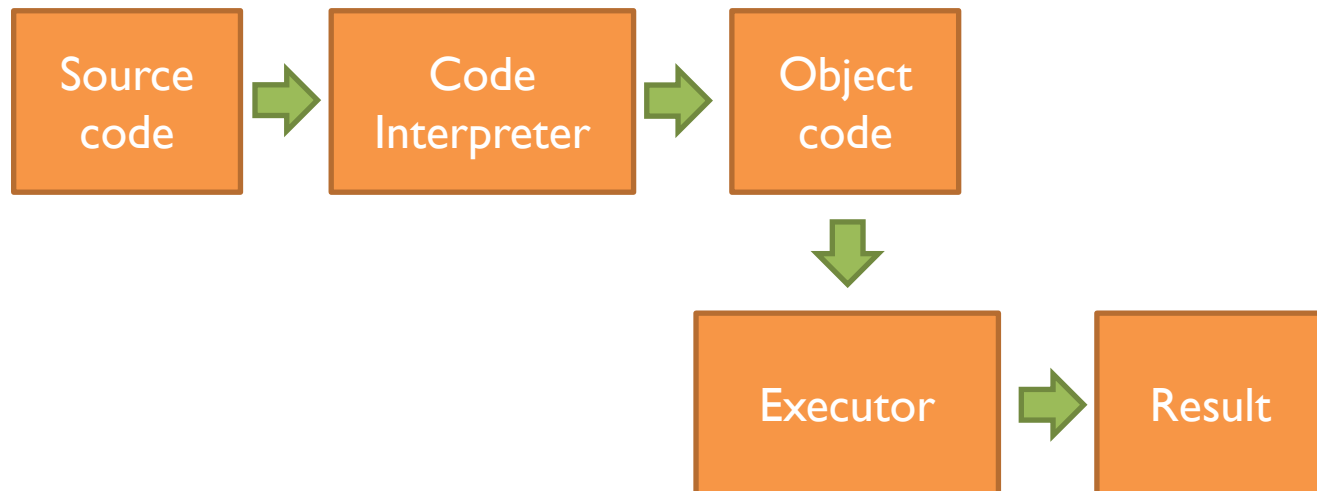 Source
code
Code
Interpreter
Object
code
Executor
Result